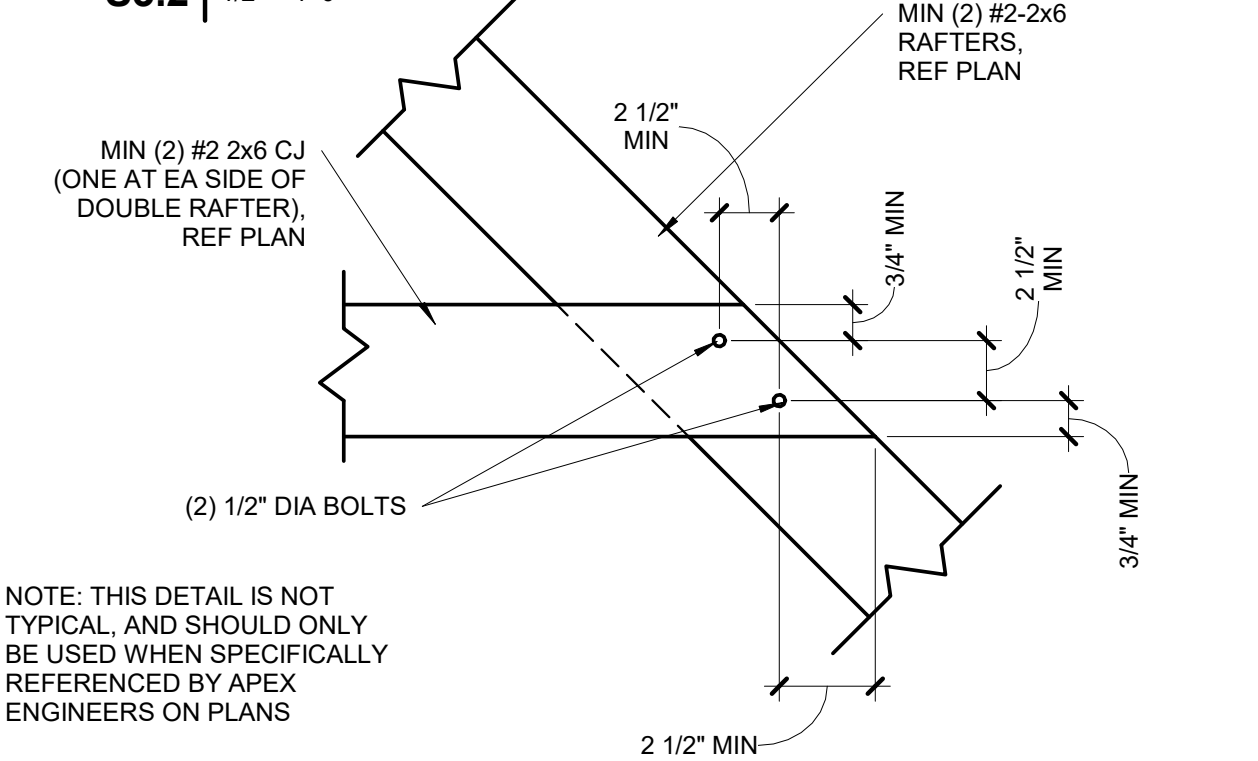 MIN (2) #2-2x6
RAFTERS,
REF PLAN
2 1/2"
MIN
MIN (2) #2 2x6 CJ
(ONE AT EA SIDE OF
DOUBLE RAFTER),
REF PLAN
3/4" MIN
2 1/2"
MIN
3/4" MIN
(2) 1/2" DIA BOLTS
NOTE: THIS DETAIL IS NOT
TYPICAL, AND SHOULD ONLY
BE USED WHEN SPECIFICALLY
REFERENCED BY APEX
ENGINEERS ON PLANS
2 1/2" MIN